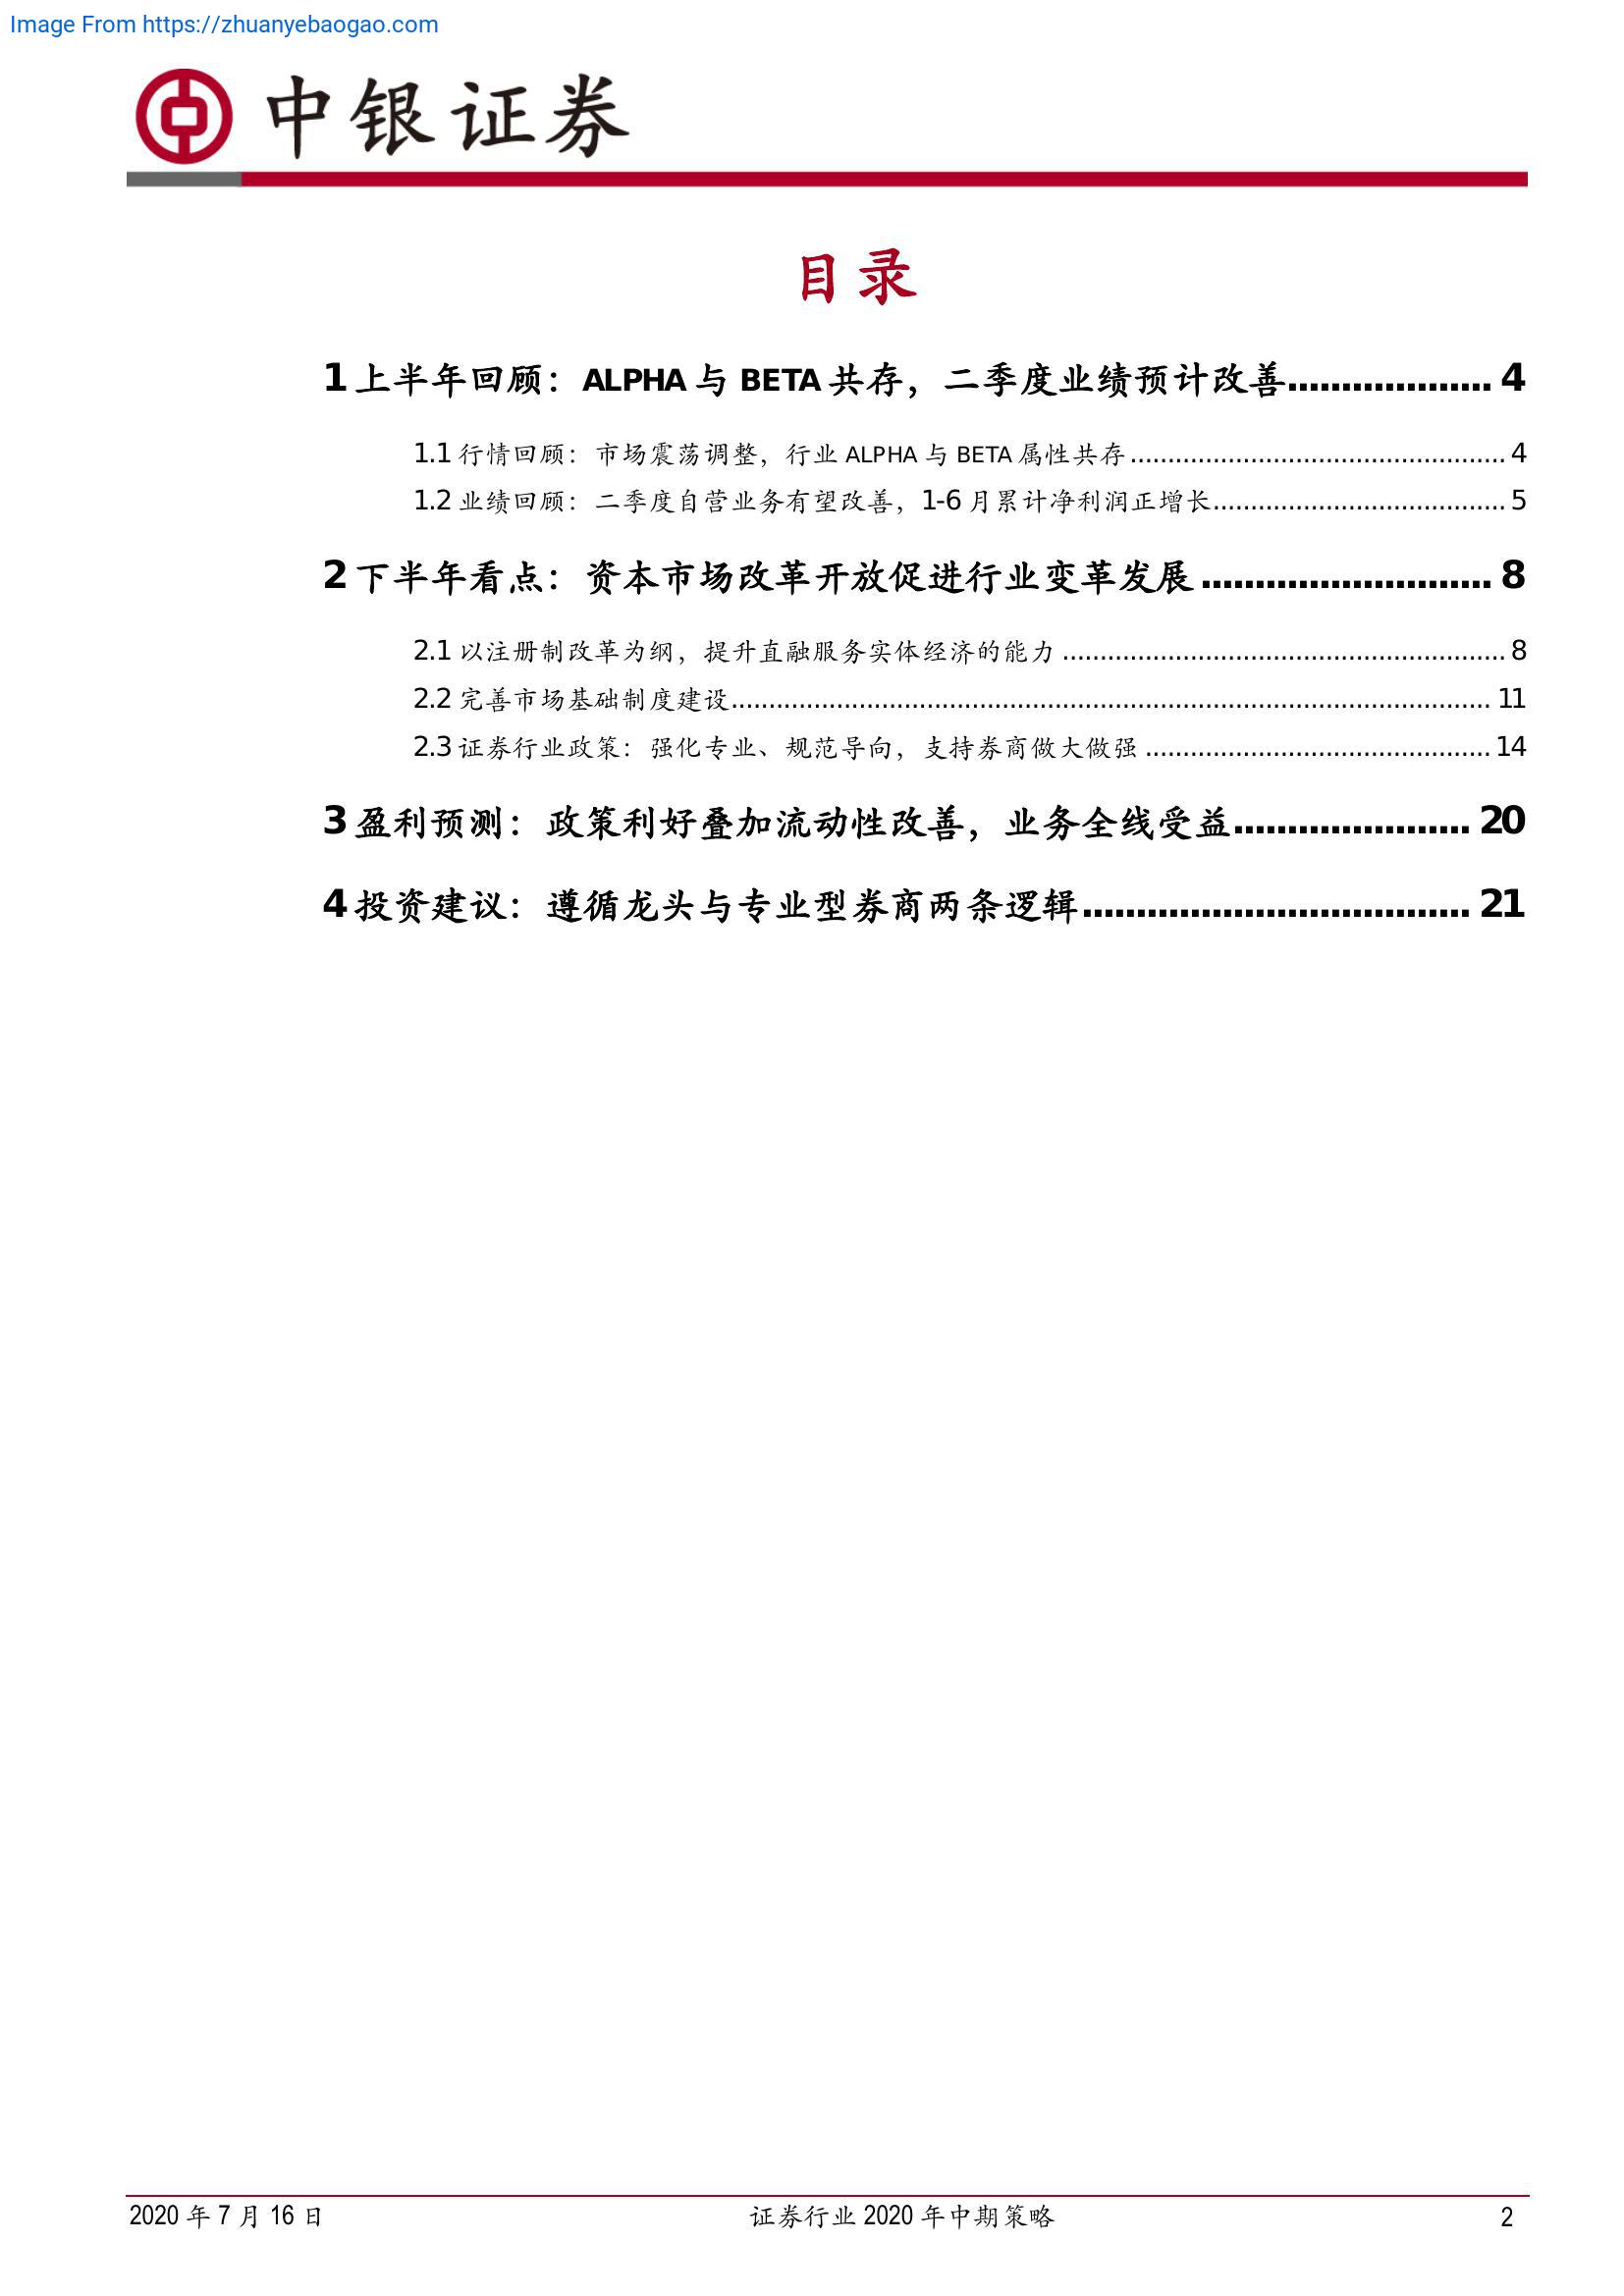 Image From https://zhuanyebaogao.com
中银证券
目录
1 上半年回顾：ALPHA 与 BETA 共存，二季度业绩预计改善................... 4
1.1 行情回顾：市场震荡调整，行业 ALPHA 与 BETA 属性共存.................................................. 4
1.2 业绩回顾：二季度自营业务有望改善，1-6 月累计净利润正增长....................................... 5
2 下半年看点：资本市场改革开放促进行业变革发展........................... 8
2.1 以注册制改革为纲，提升直融服务实体经济的能力........................................................... 8
2.2 完善市场基础制度建设..................................................................................................... 11
2.3 证券行业政策：强化专业、规范导向，支持券商做大做强.............................................. 14
3 盈利预测：政策利好叠加流动性改善，业务全线受益...................... 20
4 投资建议：遵循龙头与专业型券商两条逻辑.................................... 21
2020 年 7 月 16 日
证券行业 2020 年中期策略
2